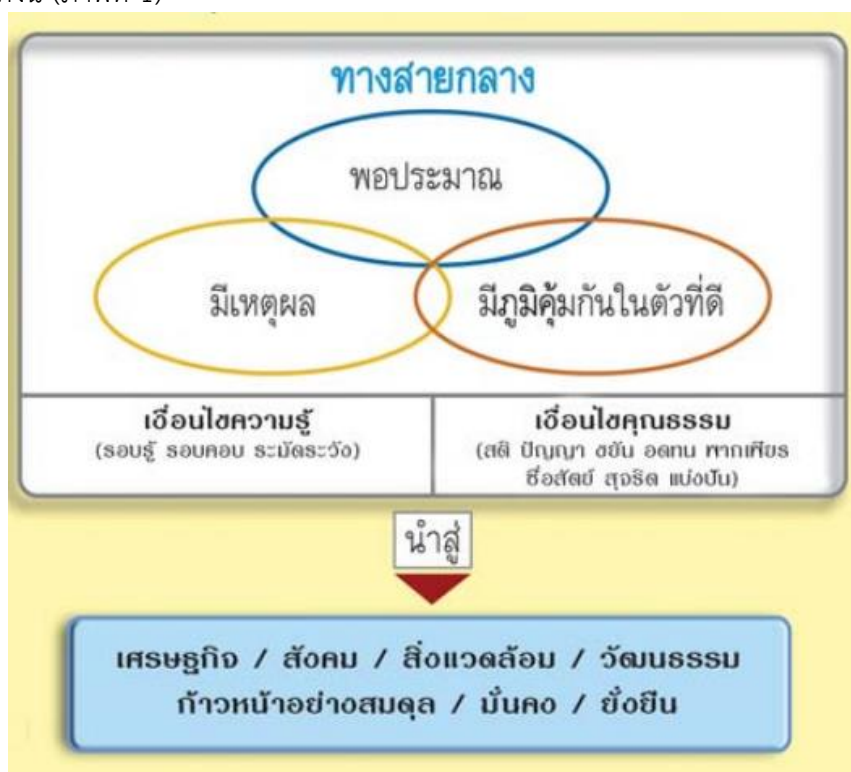 ทางสายกลาง
พอประมาณ
มีเหตุผล
มีภูมิคุ้มกันในตัวที่ดี
เงื่อนไขความรู้
(รอบรู้ รอบคอบ ระมัดระวัง)
เงื่อนไขคุณธรรม
(สติ ปัญญา ขยัน อดทน พากเพียร
ซื่อสัตย์ สุจริต แบ่งปัน)
นำสู่
เศรษฐกิจ / สังคม / สิ่งแวดล้อม / วัฒนธรรม
ก้าวหน้าอย่างสมดุล / มั่นคง / ยั่งยืน